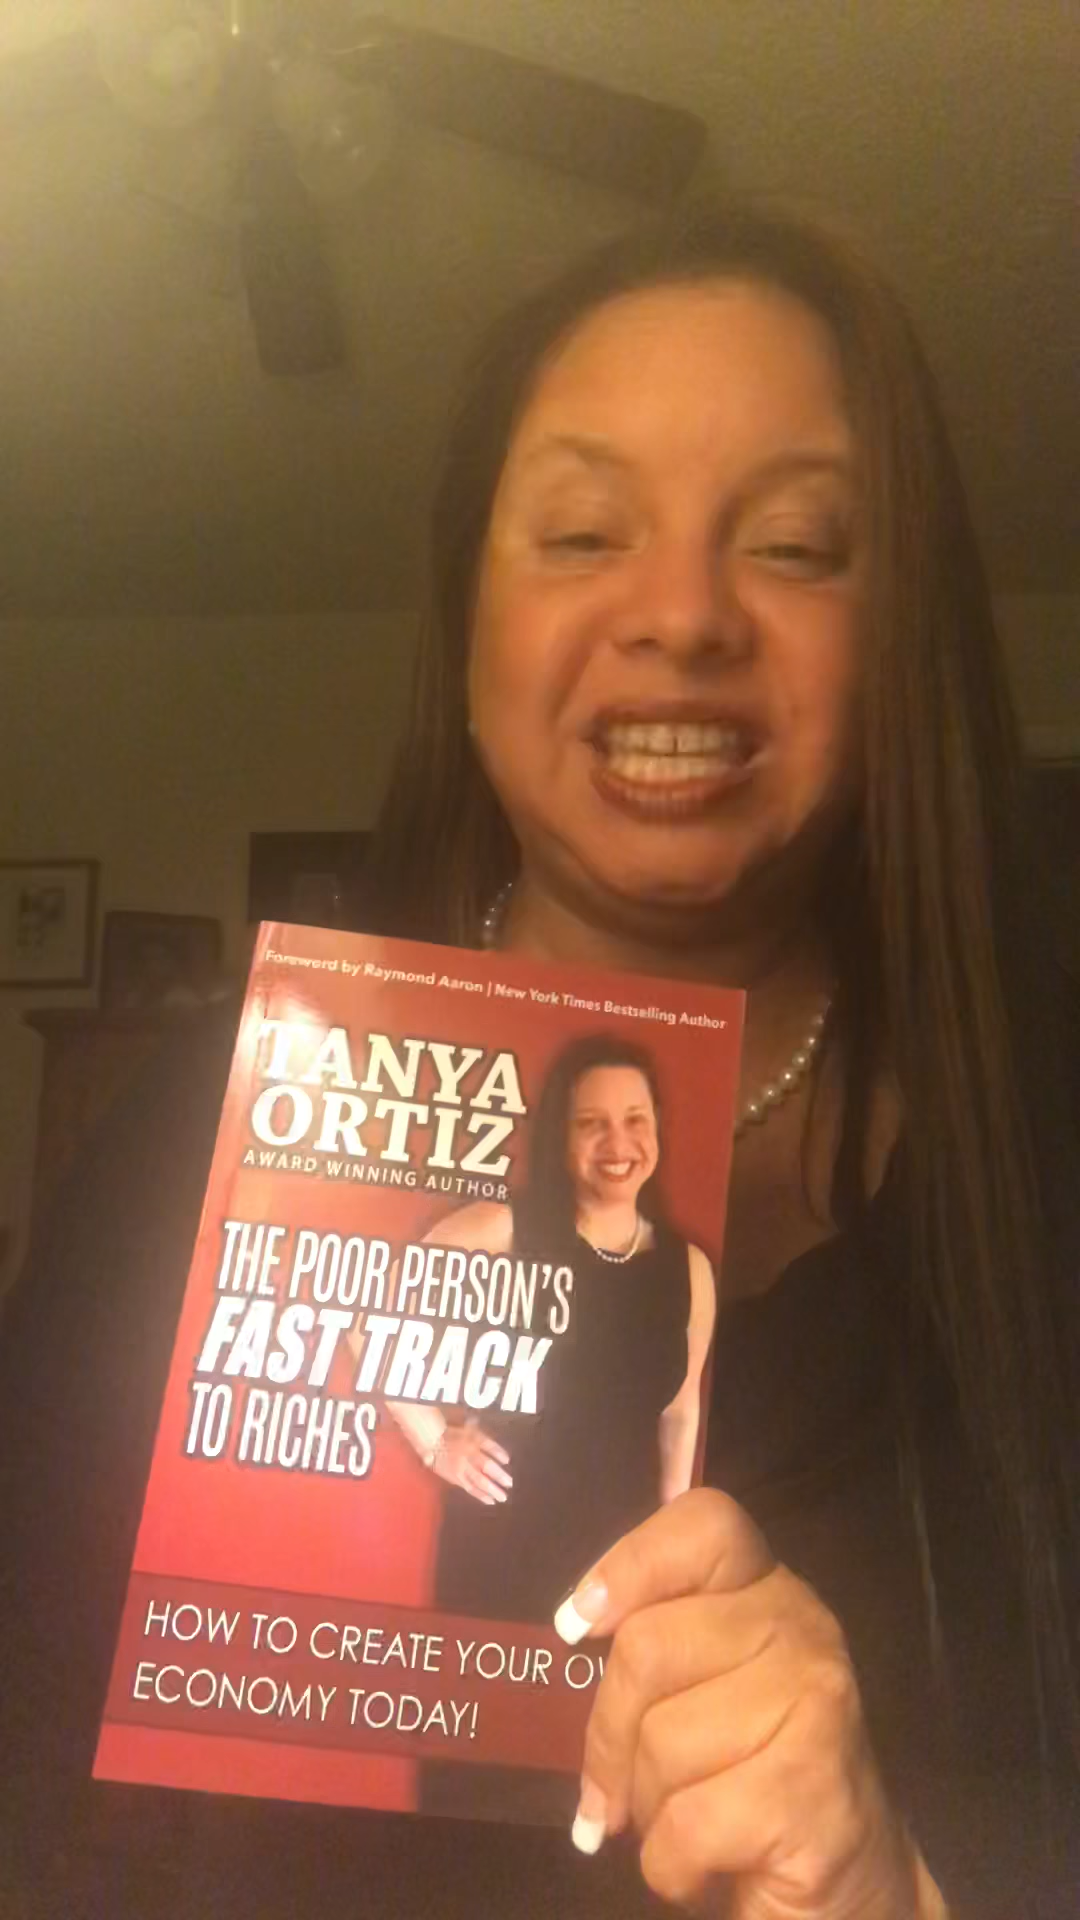 Foreword by Raymond Aaron | New York Times Bestselling Author
TANYA
ORTIZ
AWARD WINNING AUTHOR
THE POOR PERSON'S
FAST TRACK
TO RICHES
HOW TO CREATE YOUR
ECONOMY TODAY!